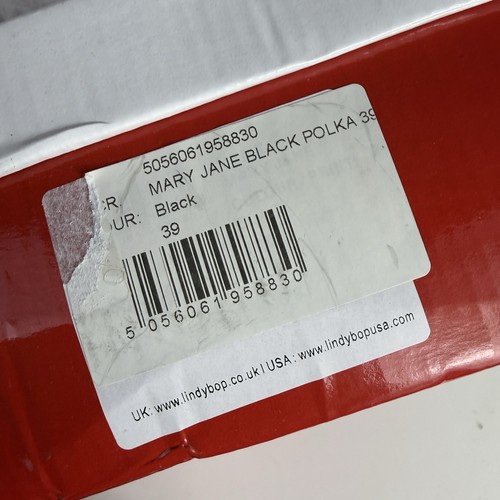 5056061958830
R. MARY JANE BLACK POLKA 39
UR: Black
39
5 056061 958830
UK: www.lindybop.co.uk | USA: www.lindybopusa.com